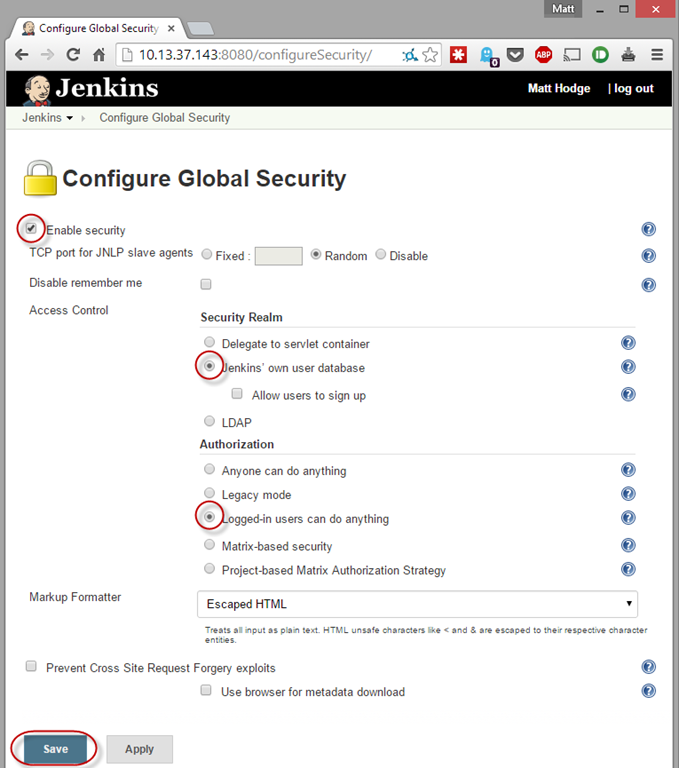 Matt
Configure Global Security
10.13.37.143:8080/configureSecurity/
0
ABP
Jenkins
Matt Hodge | log out
Jenkins Configure Global Security
Configure Global Security
Enable security
TCP port for JNLP slave agents Fixed : Random Disable
Disable remember me
Access Control
Security Realm
Delegate to servlet container
Jenkins' own user database
Allow users to sign up
LDAP
Authorization
Anyone can do anything
Legacy mode
Logged-in users can do anything
Matrix-based security
Project-based Matrix Authorization Strategy
Markup Formatter
Escaped HTML
Treats all input as plain text. HTML unsafe characters like < and & are escaped to their respective character
entities.
Prevent Cross Site Request Forgery exploits
Use browser for metadata download
Save Apply